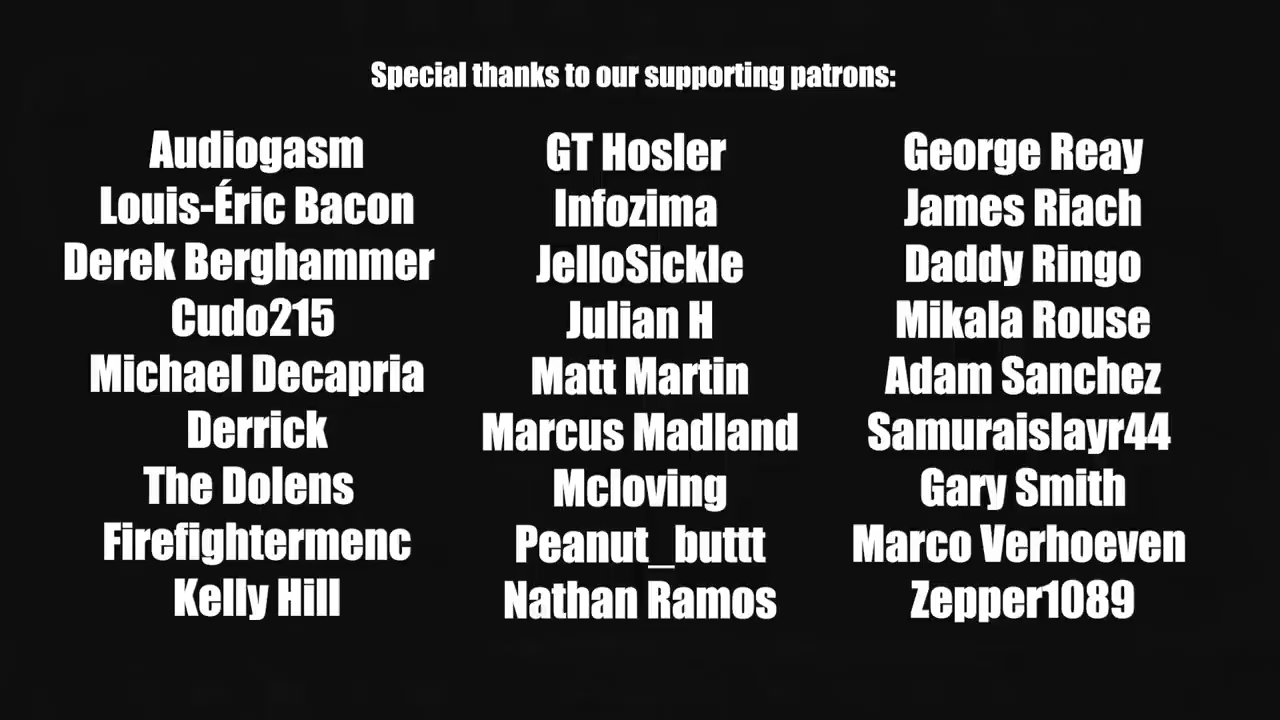 Special thanks to our supporting patrons:
Audiogasm
Louis-Éric Bacon
Derek Berghammer
Cudo215
Michael Decapria
Derrick
The Dolens
Firefightermenc
Kelly Hill
GT Hosler
Infozima
JelloSickle
Julian H
Matt Martin
Marcus Madland
Mcloving
Peanut_buttt
Nathan Ramos
George Reay
James Riach
Daddy Ringo
Mikala Rouse
Adam Sanchez
Samuraislayr44
Gary Smith
Marco Verhoeven
Zepper1089